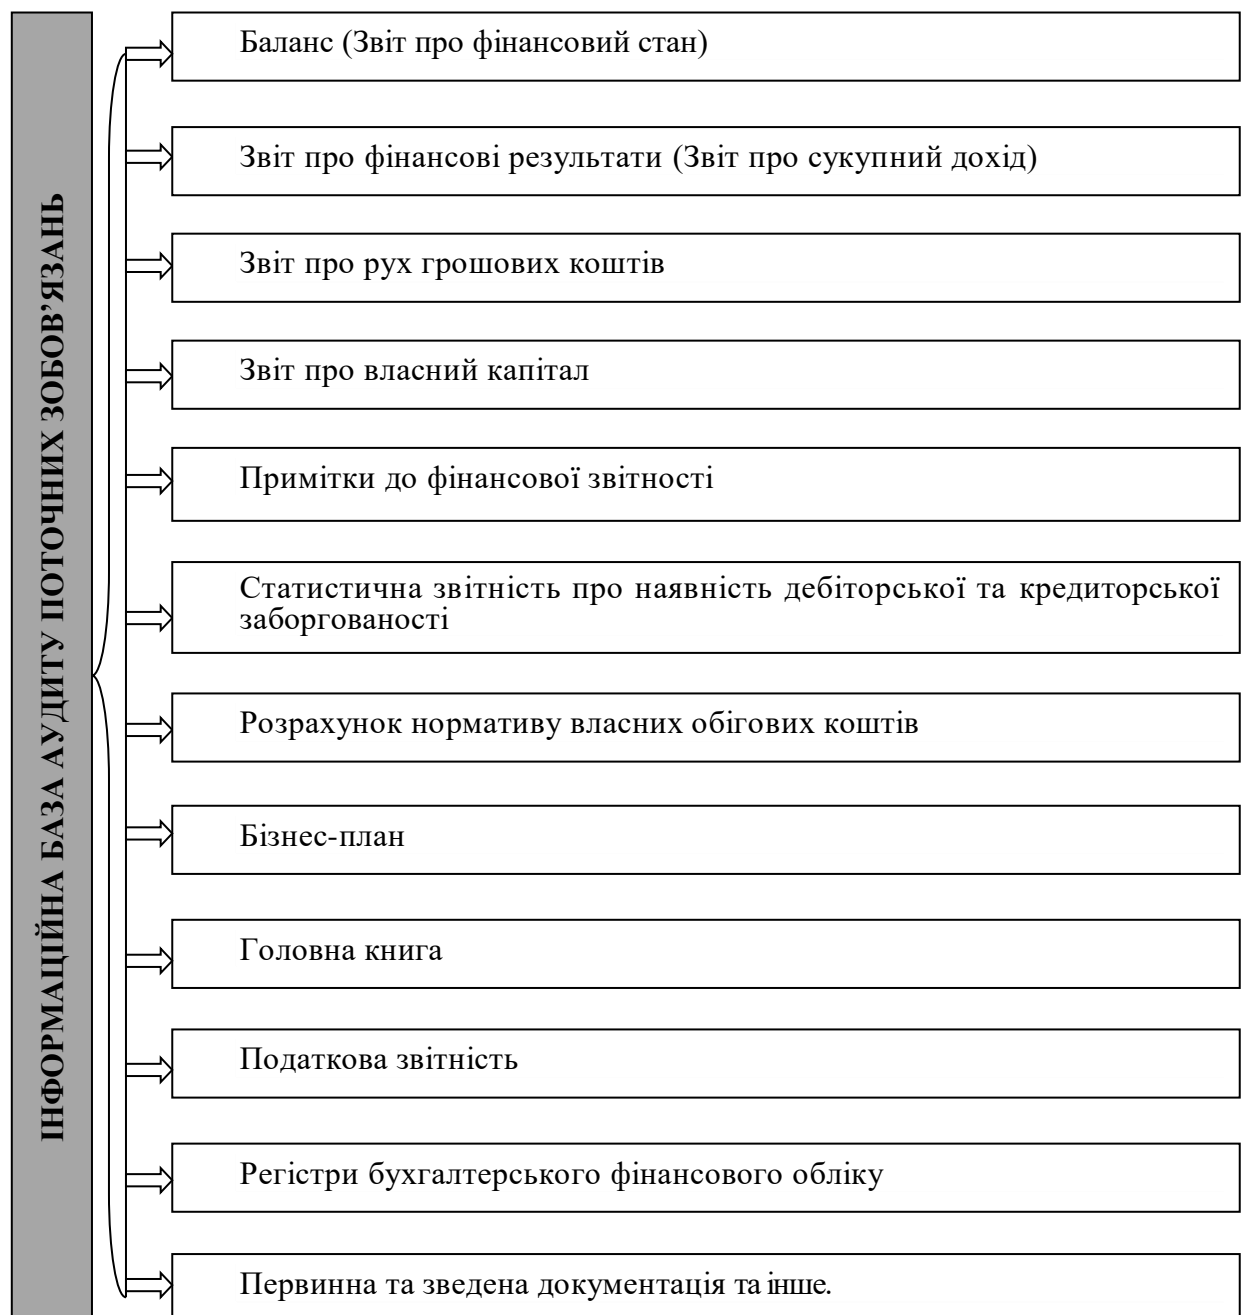 ІНФОРМАЦІЙНА БАЗА АУДИТУ ПОТОЧНИХ ЗОБОВ’ЯЗАНЬ
Баланс (Звіт про фінансовий стан)
Звіт про фінансові результати (Звіт про сукупний дохід)
Звіт про рух грошових коштів
Звіт про власний капітал
Примітки до фінансової звітності
Статистична звітність про наявність дебіторської та кредиторської
заборгованості
Розрахунок нормативу власних обігових коштів
Бізнес-план
Головна книга
Податкова звітність
Регістри бухгалтерського фінансового обліку
Первинна та зведена документація та інше.